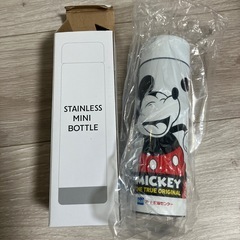 STAINLESS
MINI
BOTTLE
MICKEY
THE TRUE ORIGINAL